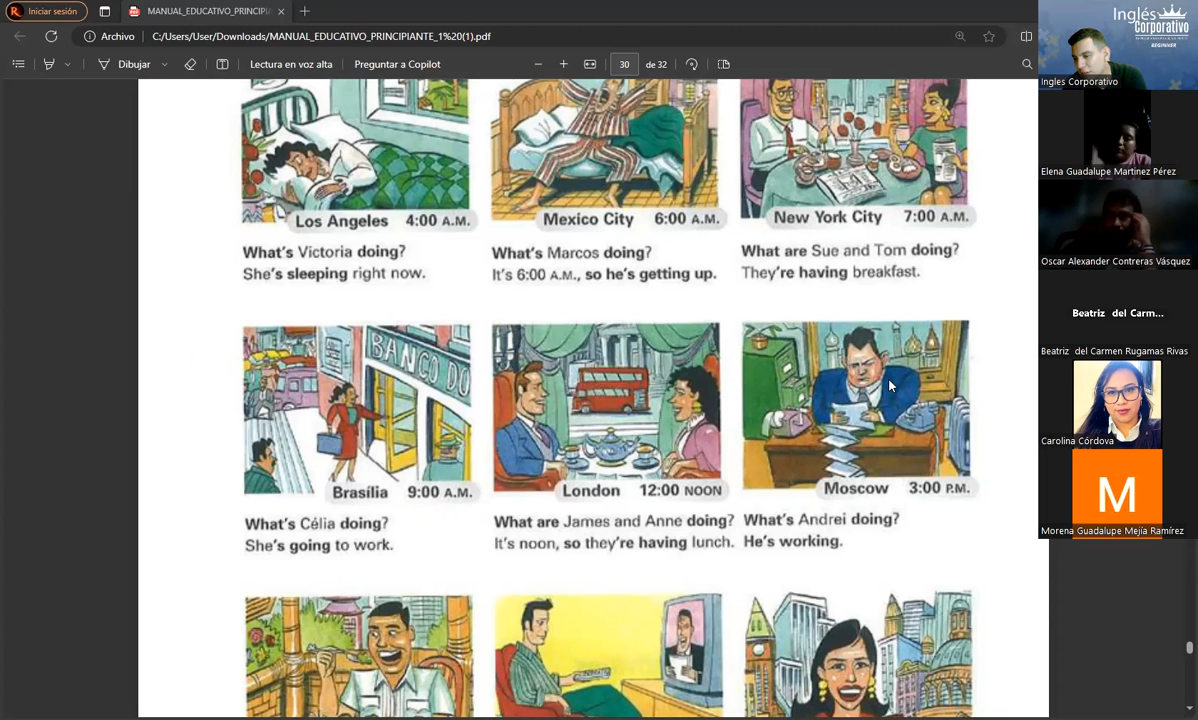 Iniciar sesión
MANUAL_EDUCATIVO_PRINCIPIA
Archivo
C:/Users/User/Downloads/MANUAL_EDUCATIVO_PRINCIPIANTE_1%20(1).pdf
Dibujar
Lectura en voz alta
Preguntar a Copilot
30
de 32
Los Angeles 4:00 A.M.
What's Victoria doing?
She's sleeping right now.
Mexico City 6:00 A.M.
What's Marcos doing?
It's 6:00 A.M., so he's getting up.
New York City 7:00 A.M.
What are Sue and Tom doing?
They're having breakfast.
BANCO DO
Brasília 9:00 A.M.
What's Célia doing?
She's going to work.
London 12:00 NOON
What are James and Anne doing?
It's noon, so they're having lunch.
Moscow 3:00 P.M.
What's Andrei doing?
He's working.
Inglés
Corporativo
BEGINNER
Ingles Corporativo
Elena Guadalupe Martinez Pérez
Oscar Alexander Contreras Vásquez
Beatriz del Carm...
Beatriz del Carmen Rugamas Rivas
Carolina Córdova
M
Morena Guadalupe Mejía Ramírez